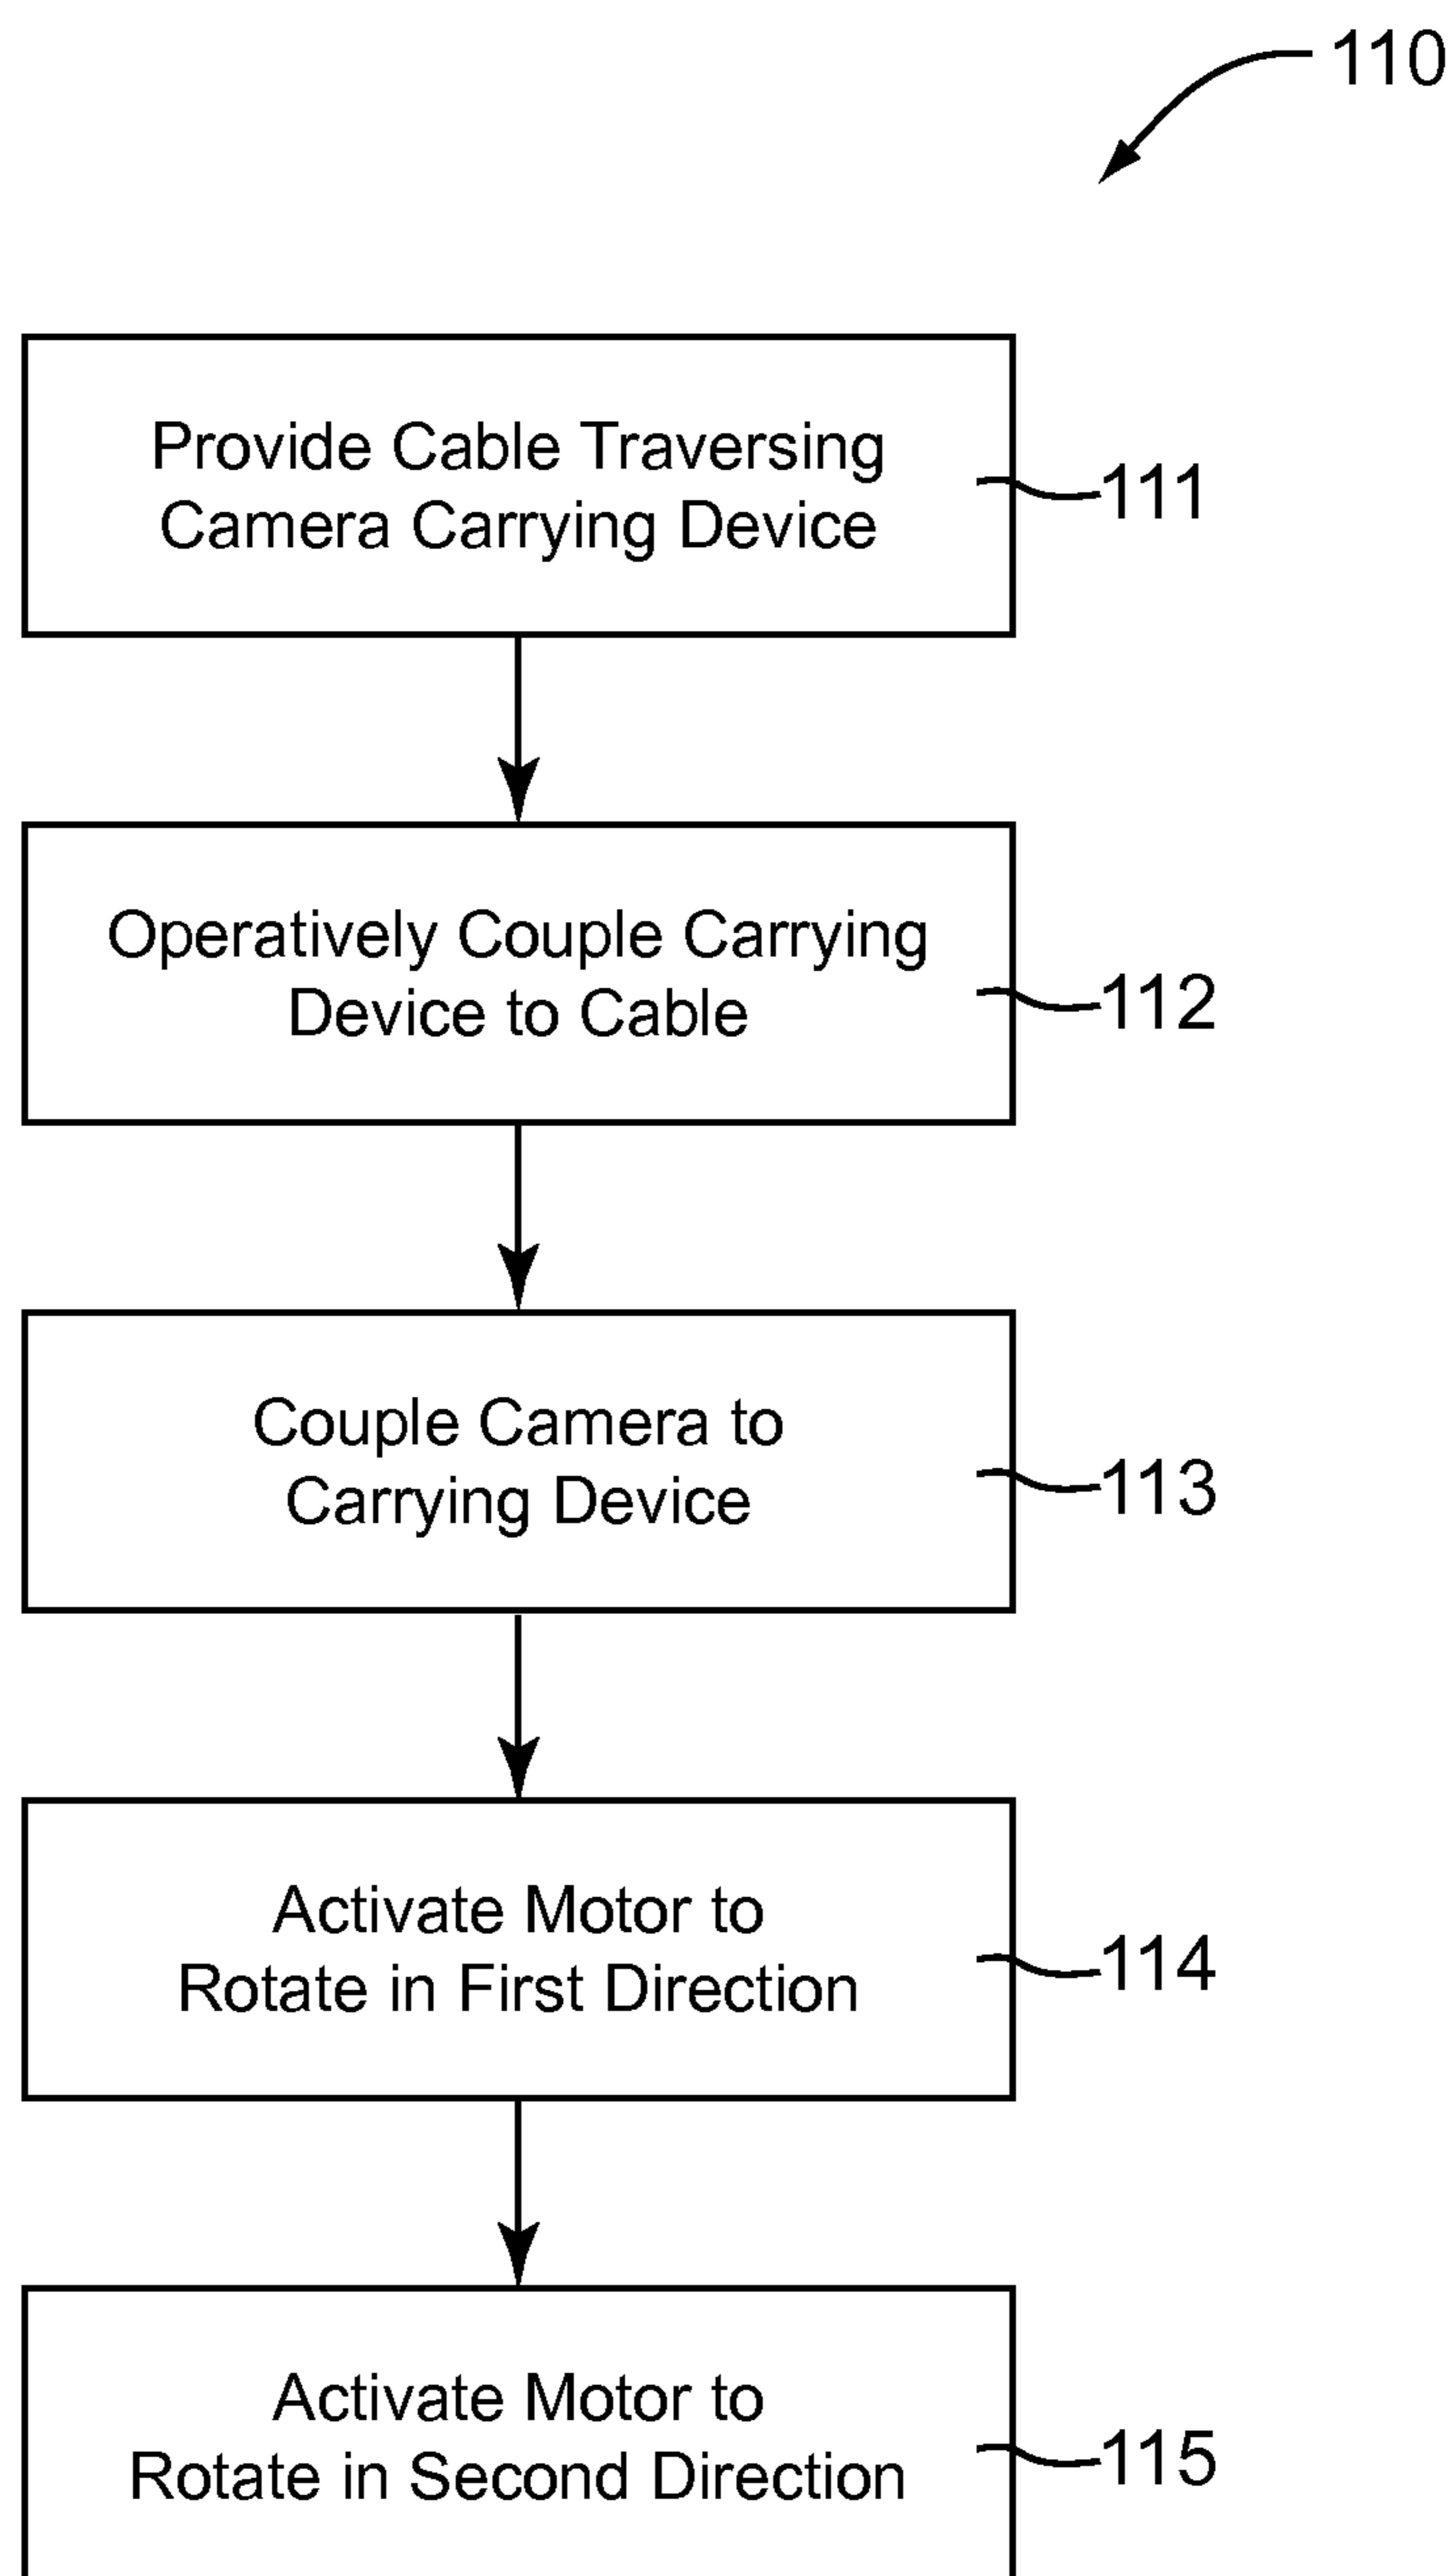 110
Provide Cable Traversing
Camera Carrying Device
111
Operatively Couple Carrying
Device to Cable
112
Couple Camera to
Carrying Device
113
Activate Motor to
Rotate in First Direction
114
Activate Motor to
Rotate in Second Direction
115